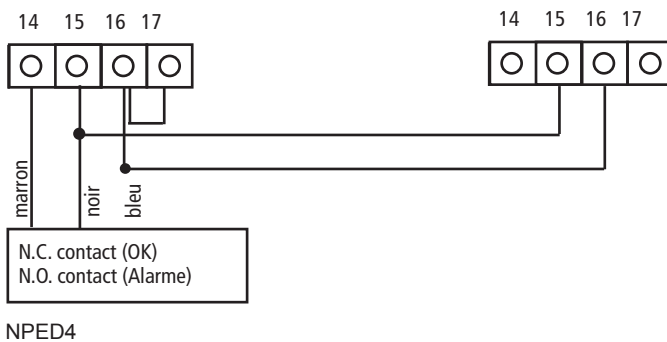 14 15 16 17 14 15 16 17
marron
noir
bleu
N.C. contact (OK)
N.O. contact (Alarme)
NPED4